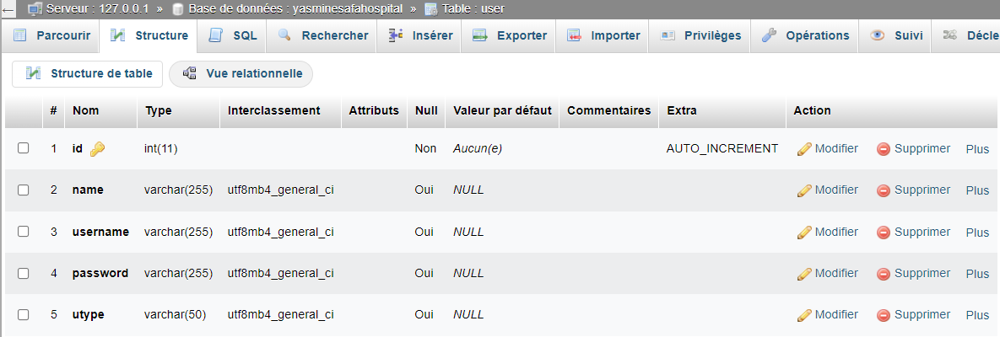 Serveur : 127.0.0.1 » Base de données : yasminesafahospital » Table : user
Parcourir Structure SQL Rechercher Insérer Exporter Importer Privilèges Opérations Suivi Décle
Structure de table Vue relationnelle
# Nom Type Interclassement Attributs Null Valeur par défaut Commentaires Extra Action
1 id int(11) Non Aucun(e) AUTO_INCREMENT Modifier Supprimer Plus
2 name varchar(255) utf8mb4_general_ci Oui NULL Modifier Supprimer Plus
3 username varchar(255) utf8mb4_general_ci Oui NULL Modifier Supprimer Plus
4 password varchar(255) utf8mb4_general_ci Oui NULL Modifier Supprimer Plus
5 utype varchar(50) utf8mb4_general_ci Oui NULL Modifier Supprimer Plus